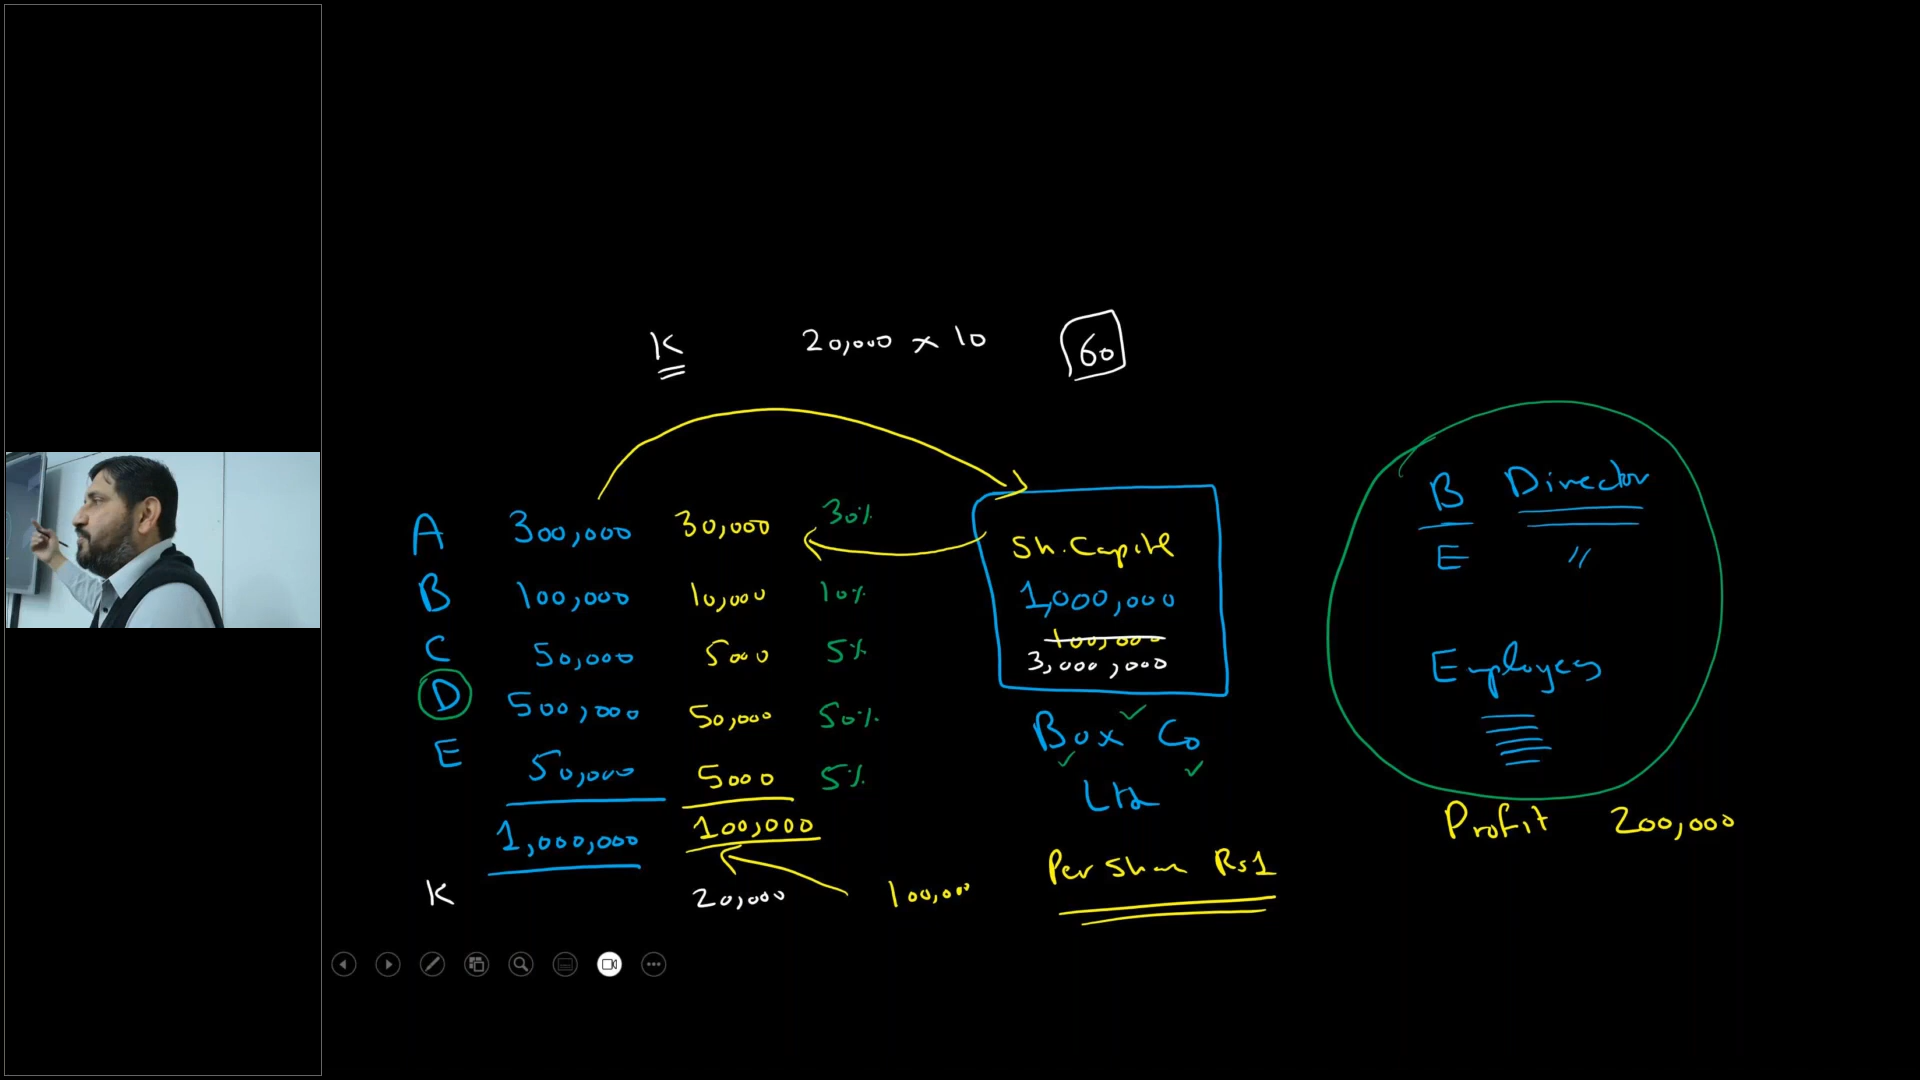 K 20,000 × 10 60
A 300,000 30,000 30%
B 100,000 10,000 10%
C 50,000 5000 5%
D 500,000 50,000 50%
E 50,000 5000 5%
1,000,000 100,000
K 20,000 100,000
Sh. Capital
1,000,000
100,000
3,000,000
Box Co
Ltd
Per Share Rs1
B Director
E "
Employees
Profit 200,000